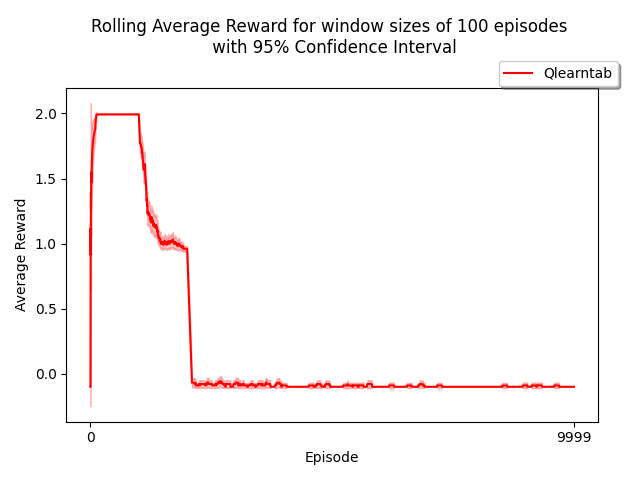 Rolling Average Reward for window sizes of 100 episodes
with 95% Confidence Interval
Qlearntab
2.0
1.5
1.0
0.5
0.0
Average Reward
0
9999
Episode